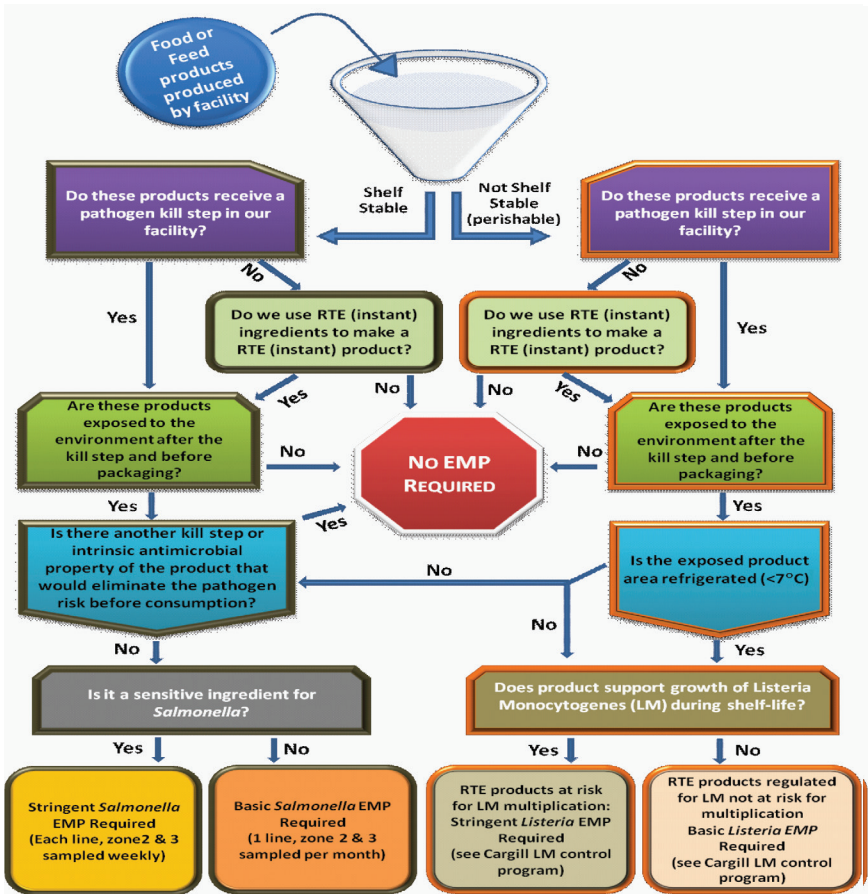 Food or
Feed
products
produced
by facility
Do these products receive a
pathogen kill step in our
facility?
Shelf
Stable
Not Shelf
Stable
(perishable)
Do these products receive a
pathogen kill step in our
facility?
No
No
Yes
Do we use RTE (instant)
ingredients to make a
RTE (instant) product?
Do we use RTE (instant)
ingredients to make a
RTE (instant) product?
Yes
Yes
No
No
Yes
Are these products
exposed to the
environment after the
kill step and before
packaging?
No
NO EMP
REQUIRED
No
Are these products
exposed to the
environment after the
kill step and before
packaging?
Yes
Yes
Yes
Is there another kill step or
intrinsic antimicrobial
property of the product that
would eliminate the pathogen
risk before consumption?
No
Is the exposed product
area refrigerated (<7°C)
No
No
Yes
Is it a sensitive ingredient for
Salmonella?
Does product support growth of Listeria
Monocytogenes (LM) during shelf-life?
Yes
No
Yes
No
Stringent Salmonella
EMP Required
(Each line, zone2 & 3
sampled weekly)
Basic Salmonella EMP
Required
(1 line, zone 2 & 3
sampled per month)
RTE products at risk
for LM multiplication:
Stringent Listeria EMP
Required
(see Cargill LM control
program)
RTE products regulated
for LM not at risk for
multiplication
Basic Listeria EMP
Required
(see Cargill LM control
program)